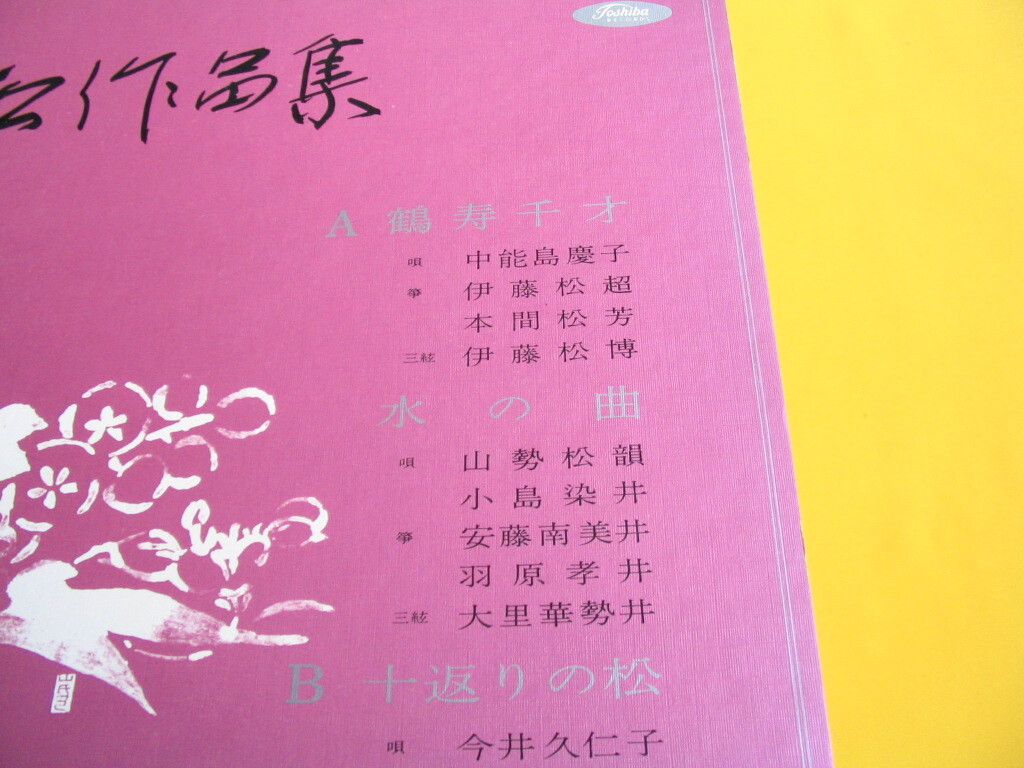 Toshiba
RECORDS
作品集
A 鶴寿千才
唄 中能島慶子
箏 伊藤松超
本間松芳
三絃 伊藤松博
水の曲
唄 山勢松韻
小島染井
箏 安藤南美井
羽原孝井
三絃 大里華勢井
B 十返りの松
唄 今井久仁子